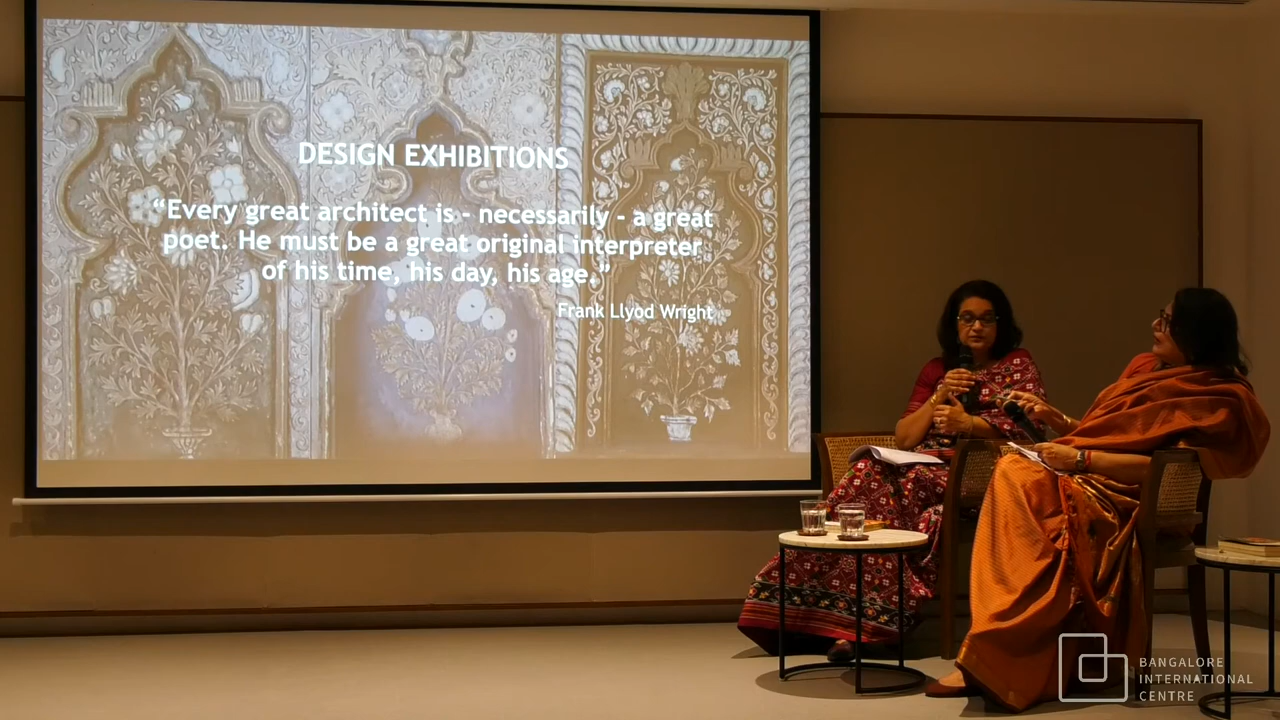 DESIGN EXHIBITIONS
“Every great architect is - necessarily - a great
poet. He must be a great original interpreter
of his time, his day, his age.”
Frank Llyod Wright
BANGALORE
INTERNATIONAL
CENTRE